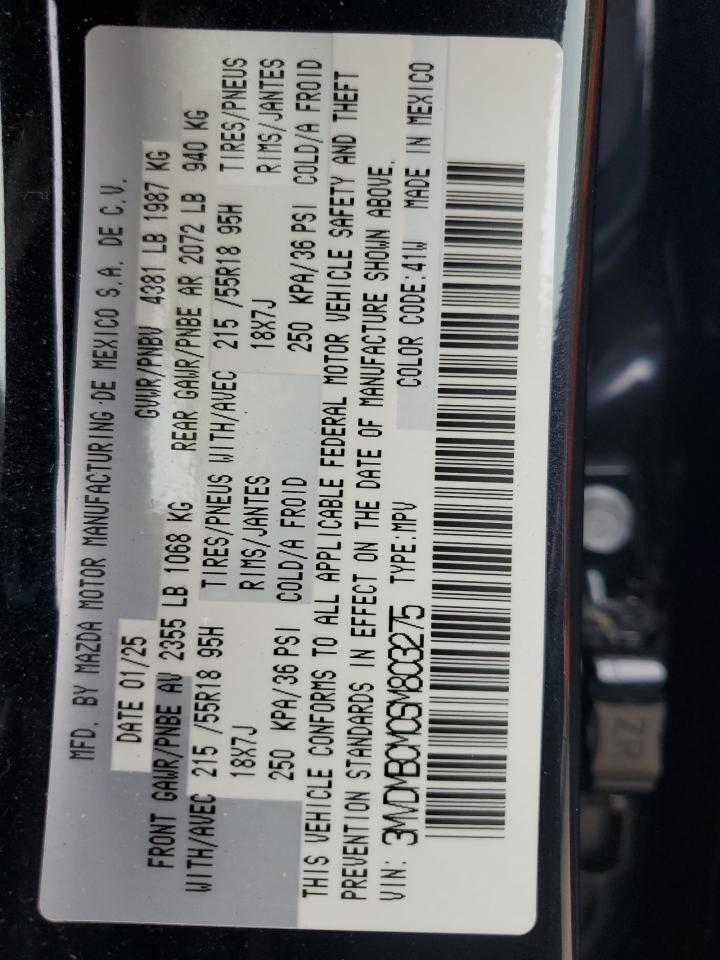 MFD. BY MAZDA MOTOR MANUFACTURING DE MEXICO S.A. DE C.V.
DATE 01/25 GVWR/PNBV 4381 LB 1987 KG
FRONT GAWR/PNBE AV 2355 LB 1068 KG REAR GAWR/PNBE AR 2072 LB 940 KG
WITH/AVEC 215 /55R18 95H TIRES/PNEUS WITH/AVEC 215 /55R18 95H TIRES/PNEUS
18X7J RIMS/JANTES 18X7J RIMS/JANTES
250 KPA/36 PSI COLD/A FROID 250 KPA/36 PSI COLD/A FROID
THIS VEHICLE CONFORMS TO ALL APPLICABLE FEDERAL MOTOR VEHICLE SAFETY AND THEFT
PREVENTION STANDARDS IN EFFECT ON THE DATE OF MANUFACTURE SHOWN ABOVE.
VIN: 3MVDMBCM0SM803275 TYPE:MPV COLOR CODE:41W MADE IN MEXICO
ZR